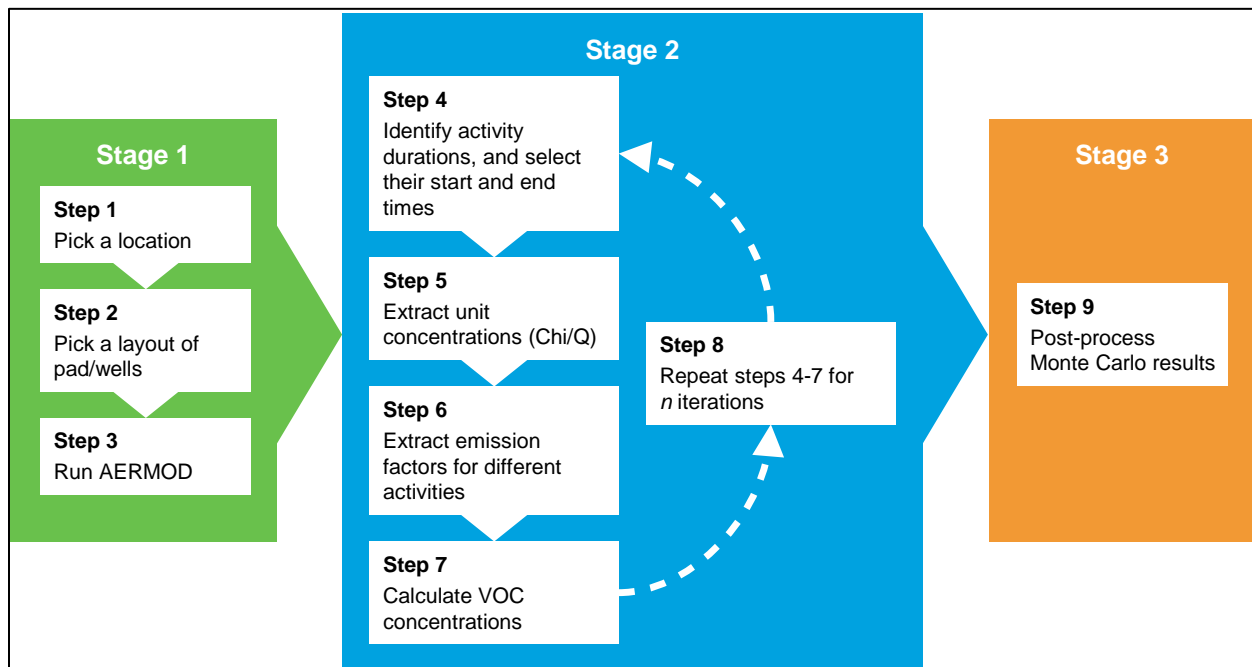 Stage 1
Step 1
Pick a location
Step 2
Pick a layout of
pad/wells
Step 3
Run AERMOD
Stage 2
Step 4
Identify activity
durations, and select
their start and end
times
Step 5
Extract unit
concentrations (Chi/Q)
Step 6
Extract emission
factors for different
activities
Step 7
Calculate VOC
concentrations
Step 8
Repeat steps 4-7 for
n iterations
Stage 3
Step 9
Post-process
Monte Carlo results